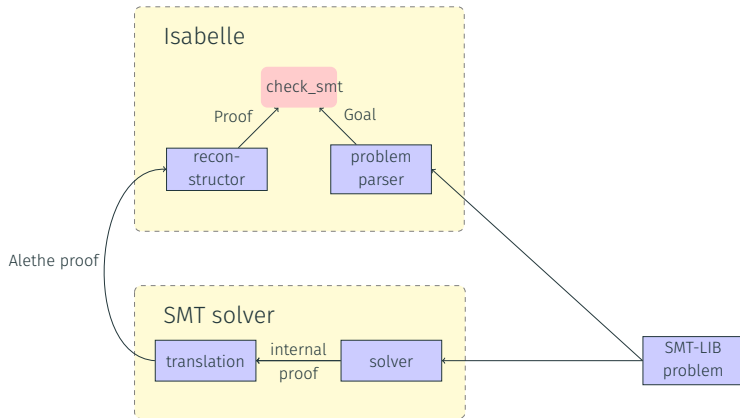 Isabelle
check_smt
Proof
Goal
recon-
structor
problem
parser
Alethe proof
SMT solver
translation
internal
proof
solver
SMT-LIB
problem